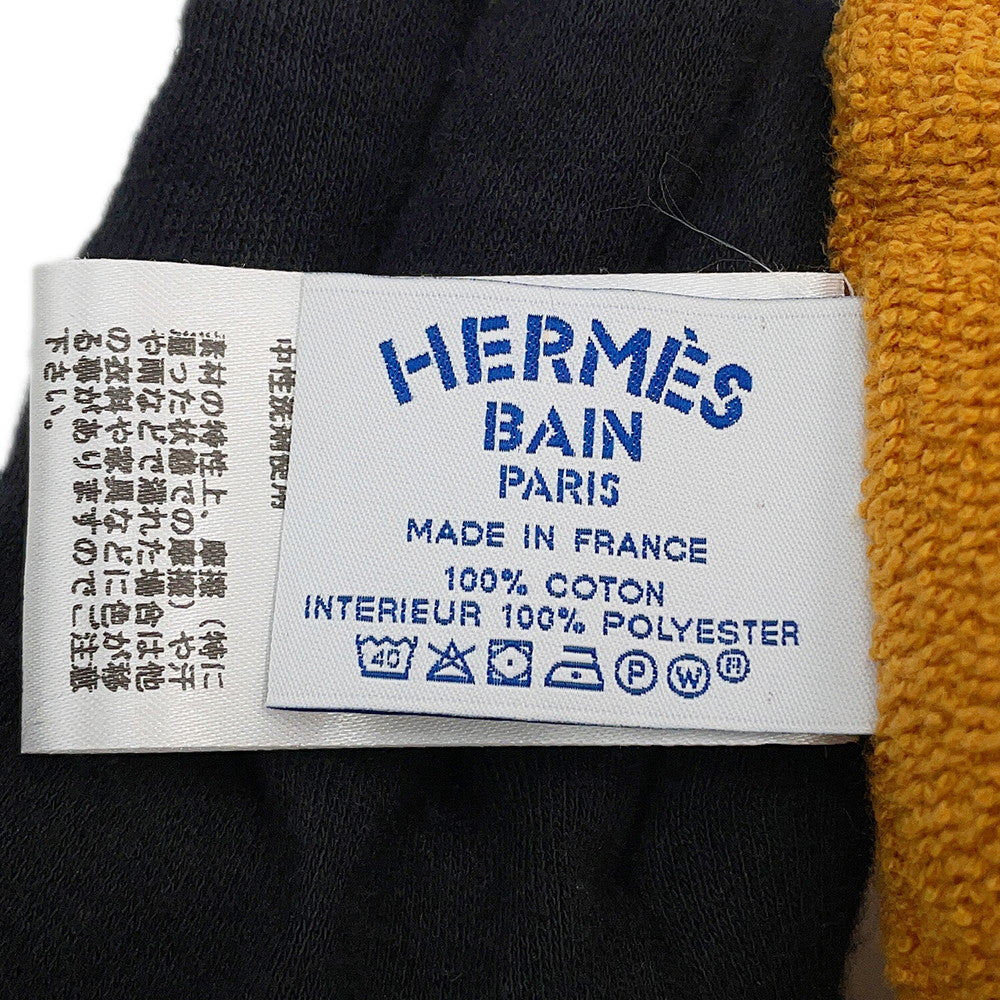 HERMÈS
BAIN
PARIS
MADE IN FRANCE
100% COTON
INTERIEUR 100% POLYESTER
40
P
W
中性洗剤使用
素材の特性上、摩擦（特に
湿った状態での摩擦）や汗
や雨などで濡れた場合は他
の衣料や家具などに色が移
る事がありますのでご注意
下さい。